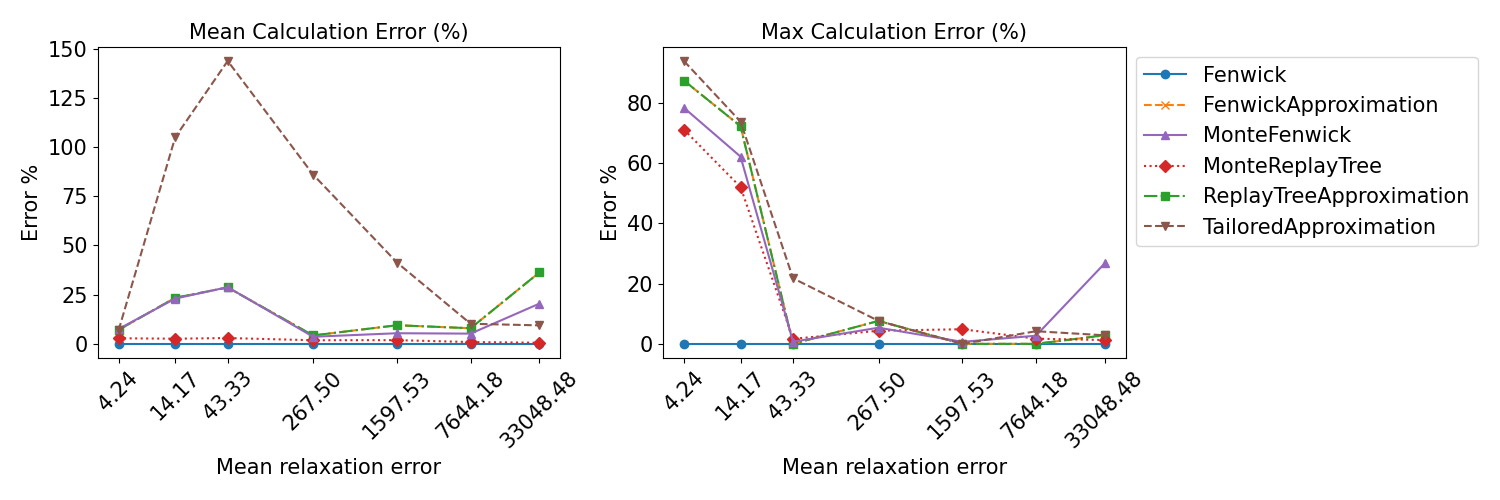 Mean Calculation Error (%)
150
125
100
75
50
25
0
Error %
4.24
14.17
43.33
267.50
1597.53
7644.18
33048.48
Mean relaxation error
Max Calculation Error (%)
80
60
40
20
0
Error %
4.24
14.17
43.33
267.50
1597.53
7644.18
33048.48
Mean relaxation error
Fenwick
FenwickApproximation
MonteFenwick
MonteReplayTree
ReplayTreeApproximation
TailoredApproximation